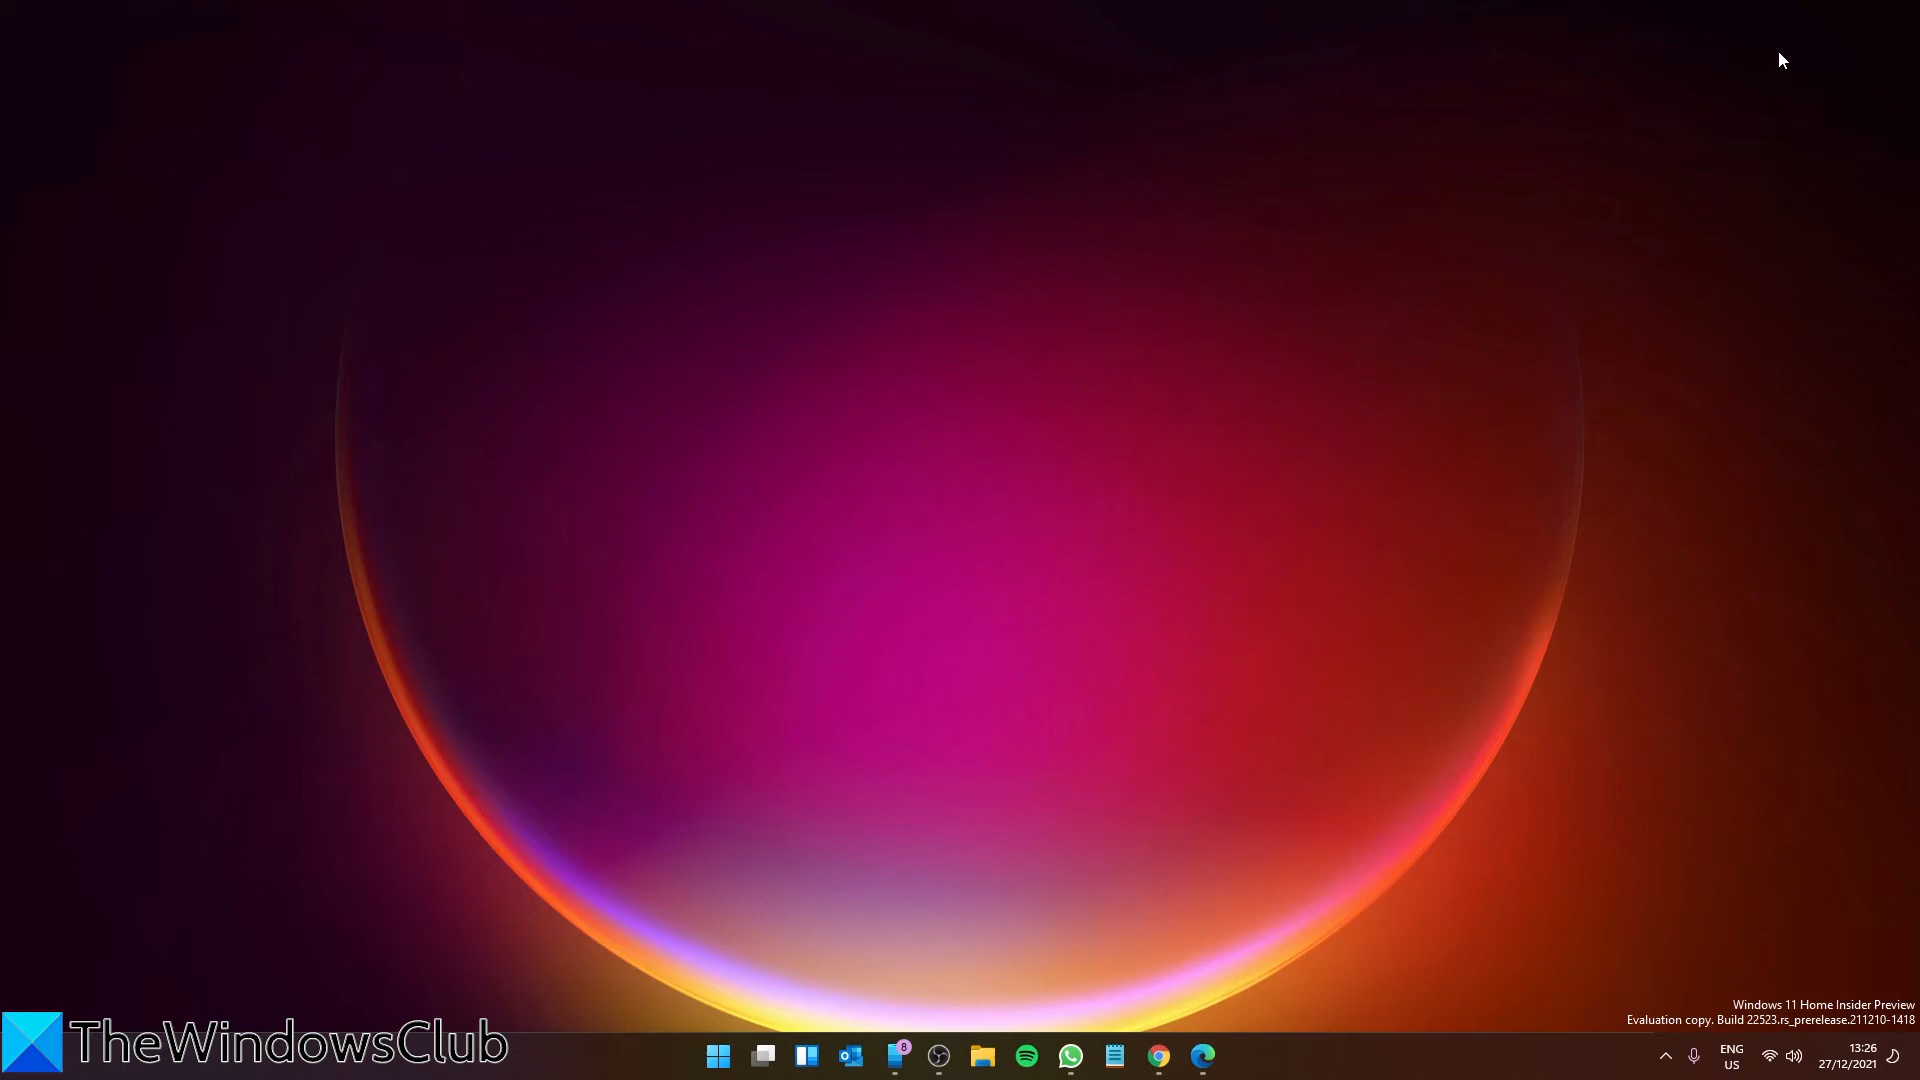 Windows 11 Home Insider Preview
Evaluation copy. Build 22523.rs_prerelease.211210-1418
TheWindowsClub
8
ENG
US
13:26
27/12/2021